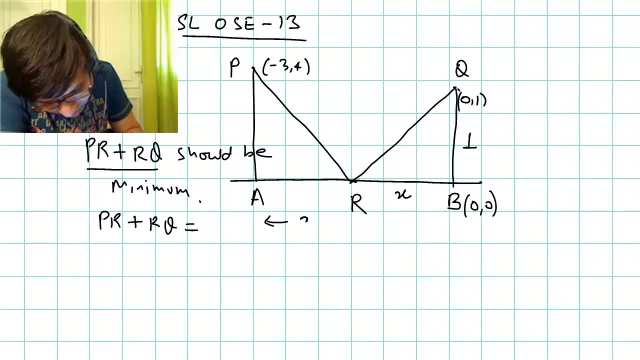 SL OSE-13
P (-3,4)
Q
(0,1)
1
PR+RQ should be
Minimum.
A
R
x
B(0,0)
PR+RQ =
←